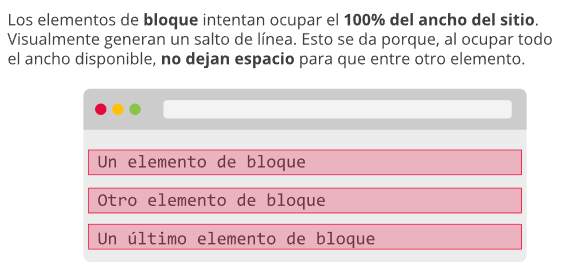 Los elementos de bloque intentan ocupar el 100% del ancho del sitio.
Visualmente generan un salto de línea. Esto se da porque, al ocupar todo
el ancho disponible, no dejan espacio para que entre otro elemento.
Un elemento de bloque
Otro elemento de bloque
Un último elemento de bloque